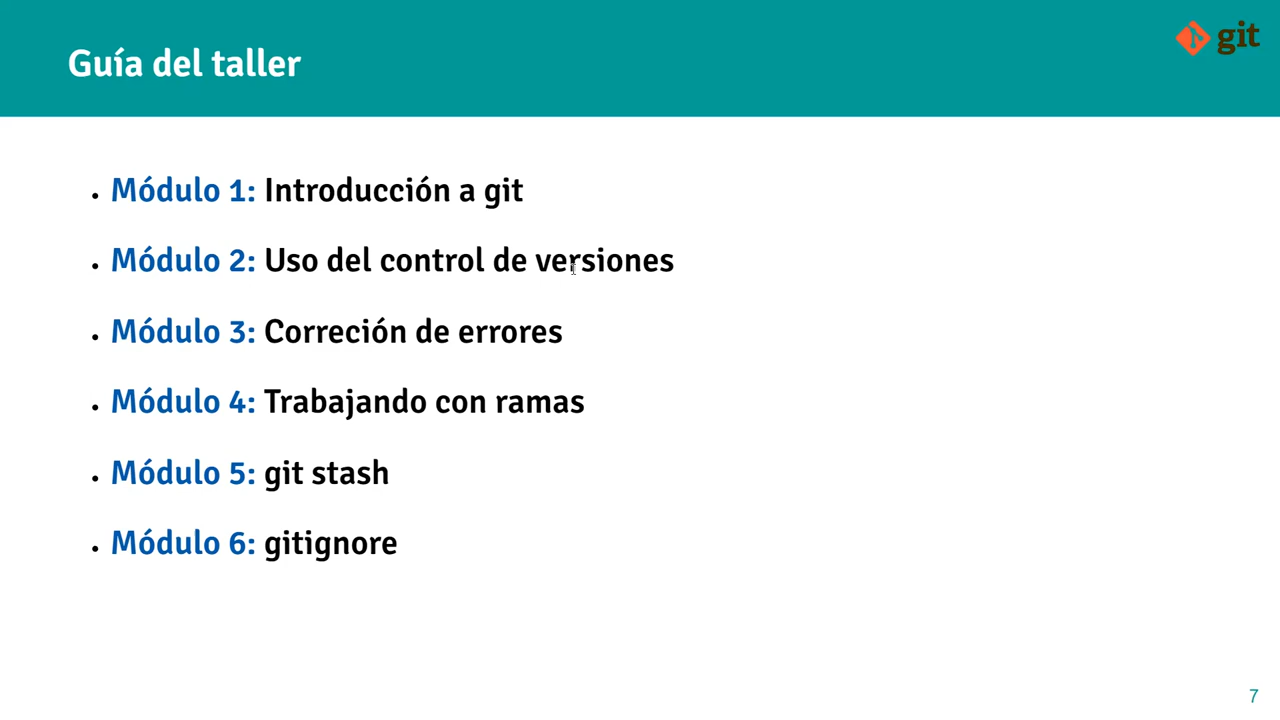 Guía del taller
git
Módulo 1: Introducción a git
Módulo 2: Uso del control de versiones
Módulo 3: Correción de errores
Módulo 4: Trabajando con ramas
Módulo 5: git stash
Módulo 6: gitignore
7